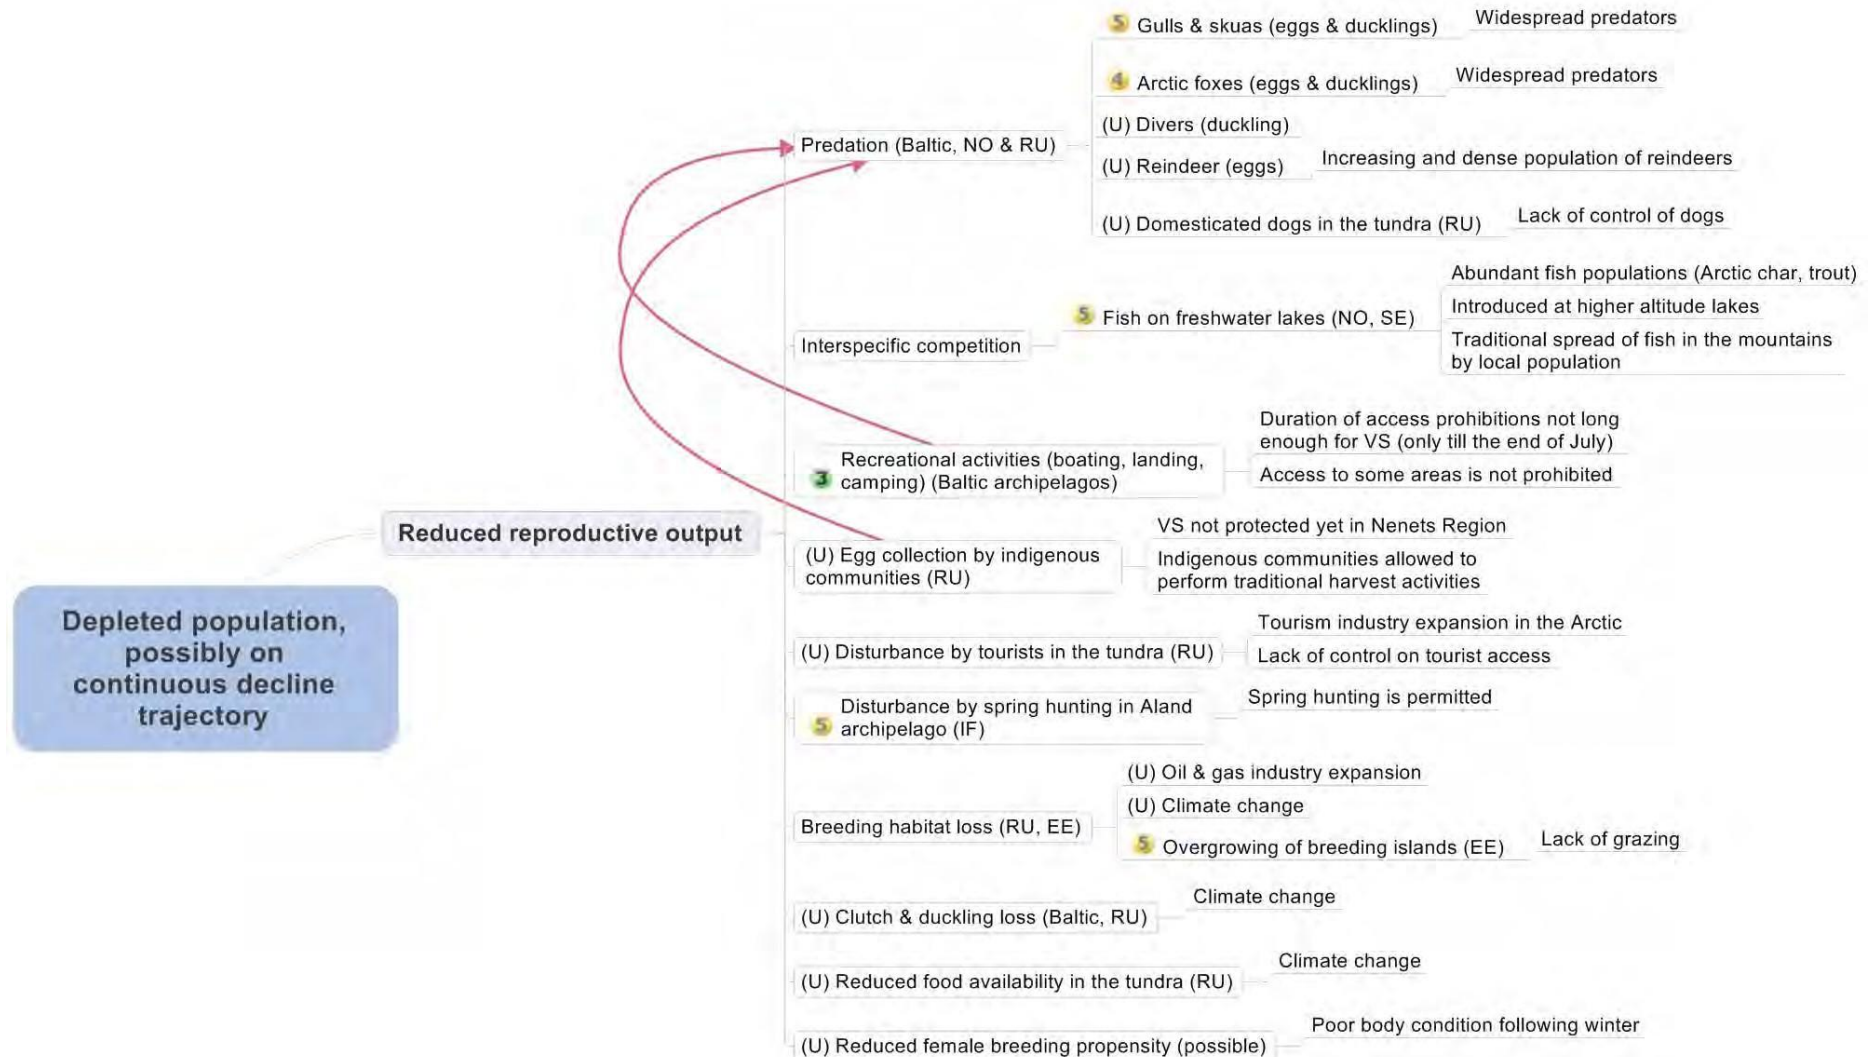 5 Gulls & skuas (eggs & ducklings)
Widespread predators
4 Arctic foxes (eggs & ducklings)
Widespread predators
Predation (Baltic, NO & RU)
(U) Divers (duckling)
(U) Reindeer (eggs)
Increasing and dense population of reindeers
(U) Domesticated dogs in the tundra (RU)
Lack of control of dogs
Interspecific competition
5 Fish on freshwater lakes (NO, SE)
Abundant fish populations (Arctic char, trout)
Introduced at higher altitude lakes
Traditional spread of fish in the mountains
by local population
3 Recreational activities (boating, landing,
camping) (Baltic archipelagos)
Duration of access prohibitions not long
enough for VS (only till the end of July)
Access to some areas is not prohibited
Reduced reproductive output
(U) Egg collection by indigenous
communities (RU)
VS not protected yet in Nenets Region
Indigenous communities allowed to
perform traditional harvest activities
Depleted population,
possibly on
continuous decline
trajectory
(U) Disturbance by tourists in the tundra (RU)
Tourism industry expansion in the Arctic
Lack of control on tourist access
5 Disturbance by spring hunting in Aland
archipelago (IF)
Spring hunting is permitted
Breeding habitat loss (RU, EE)
(U) Oil & gas industry expansion
(U) Climate change
5 Overgrowing of breeding islands (EE)
Lack of grazing
(U) Clutch & duckling loss (Baltic, RU)
Climate change
(U) Reduced food availability in the tundra (RU)
Climate change
(U) Reduced female breeding propensity (possible)
Poor body condition following winter